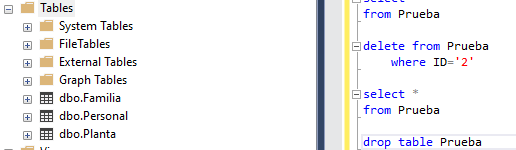 Tables
System Tables
FileTables
External Tables
Graph Tables
dbo.Familia
dbo.Personal
dbo.Planta
select
from Prueba
delete from Prueba
where ID='2'
select *
from Prueba
drop table Prueba